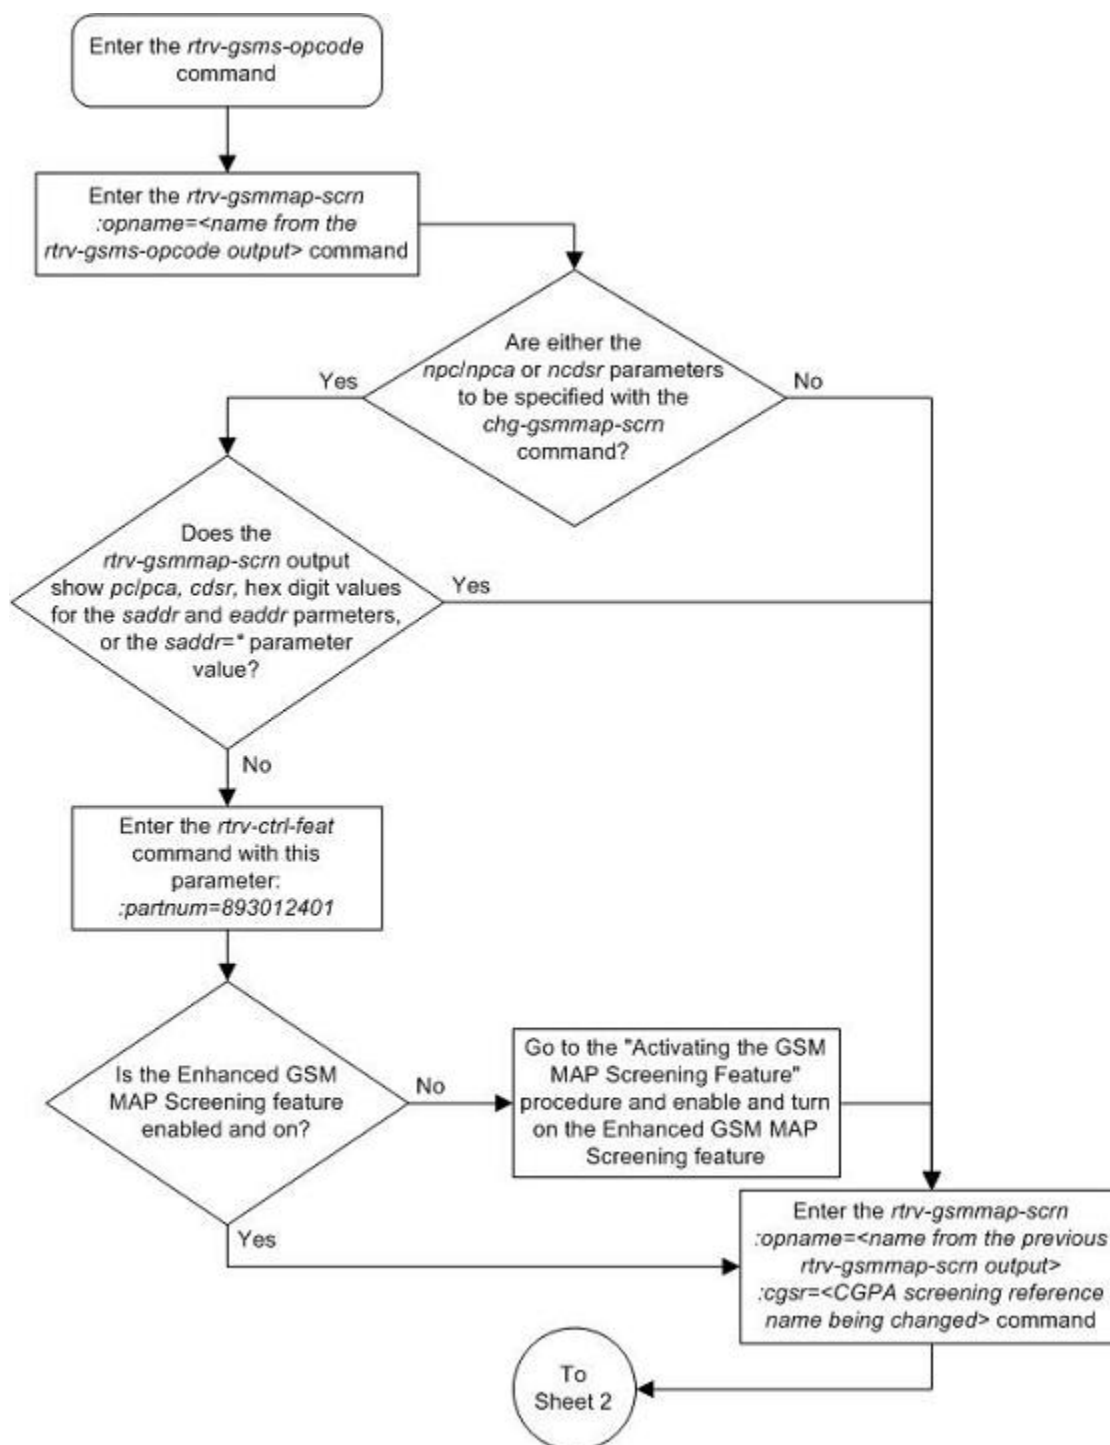 Enter the rtrv-gsms-opcode
command
Enter the rtrv-gsmmap-scrn
:opname=<name from the
rtrv-gsms-opcode output> command
Are either the
npc/npca or ncdsr parameters
to be specified with the
chg-gsmmap-scrn
command?
Yes
No
Does the
rtrv-gsmmap-scrn output
show pc/pca, cdsr, hex digit values
for the saddr and eaddr parmeters,
or the saddr=* parameter
value?
Yes
No
Enter the rtrv-ctrl-feat
command with this
parameter:
:partnum=893012401
Is the Enhanced GSM
MAP Screening feature
enabled and on?
No
Yes
Go to the "Activating the GSM
MAP Screening Feature"
procedure and enable and turn
on the Enhanced GSM MAP
Screening feature
Enter the rtrv-gsmmap-scrn
:opname=<name from the previous
rtrv-gsmmap-scrn output>
:cgsr=<CGPA screening reference
name being changed> command
To
Sheet 2